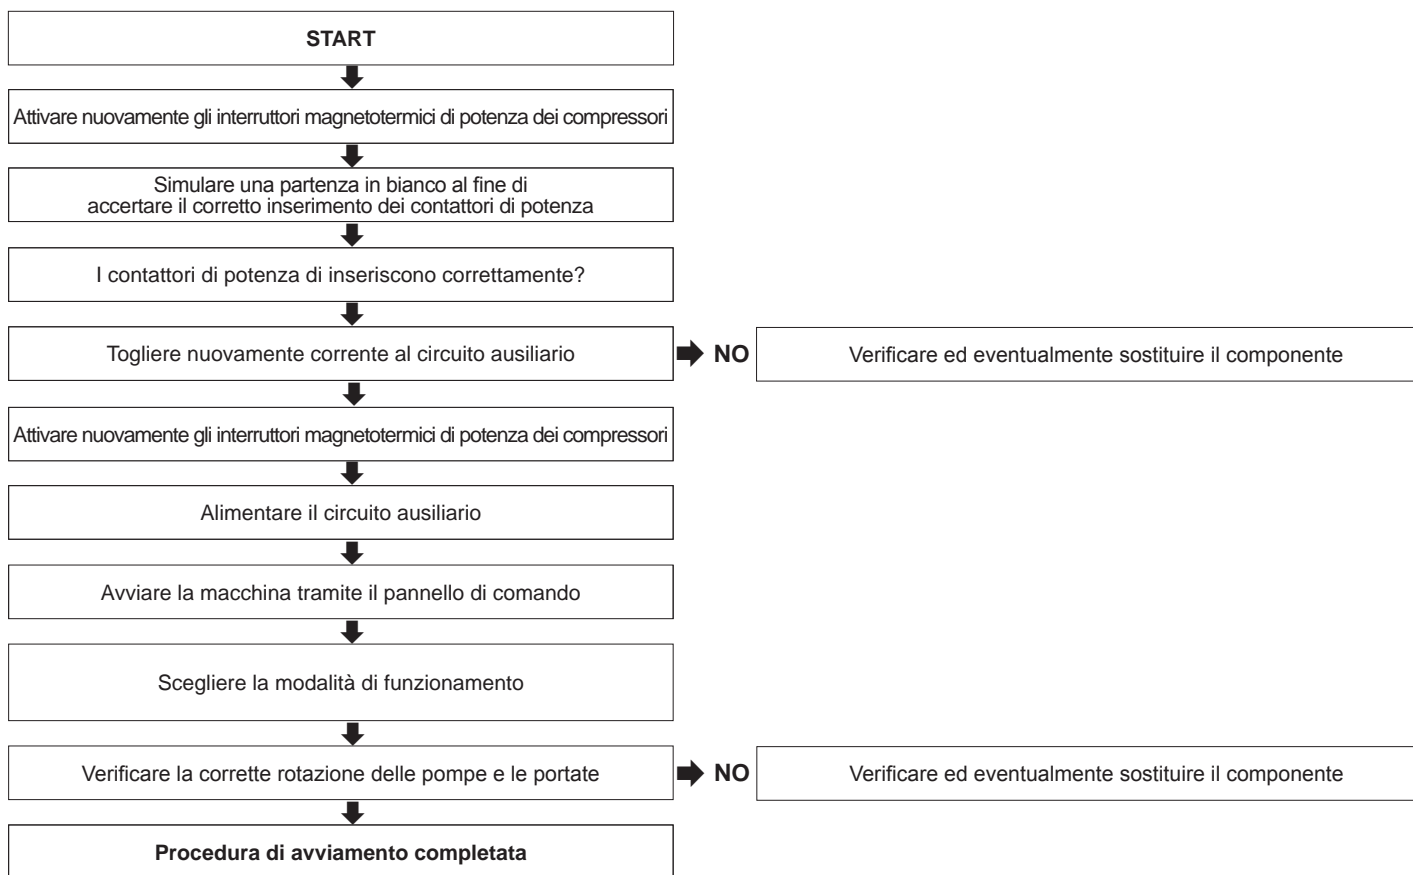 START
Attivare nuovamente gli interruttori magnetotermici di potenza dei compressori
Simulare una partenza in bianco al fine di
accertare il corretto inserimento dei contattori di potenza
I contattori di potenza di inseriscono correttamente?
Togliere nuovamente corrente al circuito ausiliario
NO
Verificare ed eventualmente sostituire il componente
Attivare nuovamente gli interruttori magnetotermici di potenza dei compressori
Alimentare il circuito ausiliario
Avviare la macchina tramite il pannello di comando
Scegliere la modalità di funzionamento
Verificare la corrette rotazione delle pompe e le portate
NO
Verificare ed eventualmente sostituire il componente
Procedura di avviamento completata